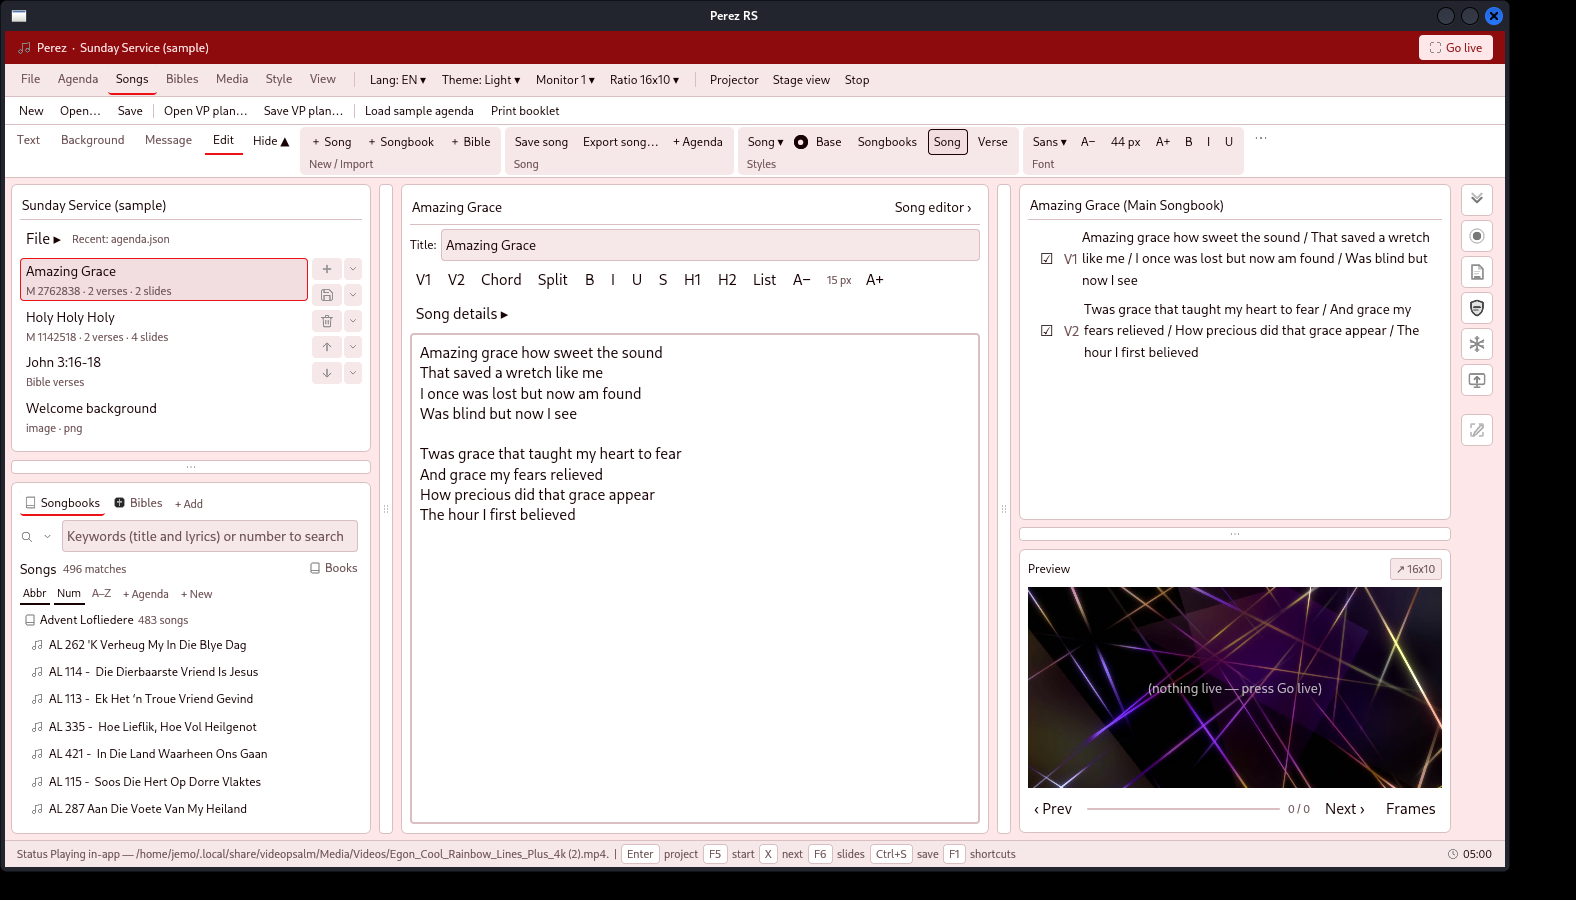 Perez RS
Perez · Sunday Service (sample)
Go live
File Agenda Songs Bibles Media Style View Lang: EN ▾ Theme: Light ▾ Monitor 1 ▾ Ratio 16x10 ▾ Projector Stage view Stop
New Open... Save Open VP plan... Save VP plan... Load sample agenda Print booklet
Text Background Message Edit Hide ▲
+ Song + Songbook + Bible
New / Import
Save song Export song... + Agenda
Song
Song ▾ Base Songbooks Song Verse
Styles
Sans ▾ A− 44 px A+ B I U
Font
...
Sunday Service (sample)
File ▸ Recent: agenda.json
Amazing Grace
M 2762838 · 2 verses · 2 slides
Holy Holy Holy
M 1142518 · 2 verses · 4 slides
John 3:16-18
Bible verses
Welcome background
image · png
Songbooks Bibles + Add
Keywords (title and lyrics) or number to search
Songs 496 matches Books
Abbr Num A–Z + Agenda + New
Advent Lofliedere 483 songs
AL 262 'K Verheug My In Die Blye Dag
AL 114 - Die Dierbaarste Vriend Is Jesus
AL 113 - Ek Het ‘n Troue Vriend Gevind
AL 335 - Hoe Lieflik, Hoe Vol Heilgenot
AL 421 - In Die Land Waarheen Ons Gaan
AL 115 - Soos Die Hert Op Dorre Vlaktes
AL 287 Aan Die Voete Van My Heiland
Amazing Grace Song editor ›
Title: Amazing Grace
V1 V2 Chord Split B I U S H1 H2 List A− 15 px A+
Song details ▸
Amazing grace how sweet the sound
That saved a wretch like me
I once was lost but now am found
Was blind but now I see
Twas grace that taught my heart to fear
And grace my fears relieved
How precious did that grace appear
The hour I first believed
Amazing Grace (Main Songbook)
Amazing grace how sweet the sound / That saved a wretch
V1 like me / I once was lost but now am found / Was blind but
now I see
Twas grace that taught my heart to fear / And grace my
V2 fears relieved / How precious did that grace appear / The
hour I first believed
Preview ↗ 16x10
(nothing live — press Go live)
‹ Prev 0 / 0 Next › Frames
Status Playing in-app — /home/jemo/.local/share/videopsalm/Media/Videos/Egon_Cool_Rainbow_Lines_Plus_4k (2).mp4. | Enter project F5 start X next F6 slides Ctrl+S save F1 shortcuts 05:00